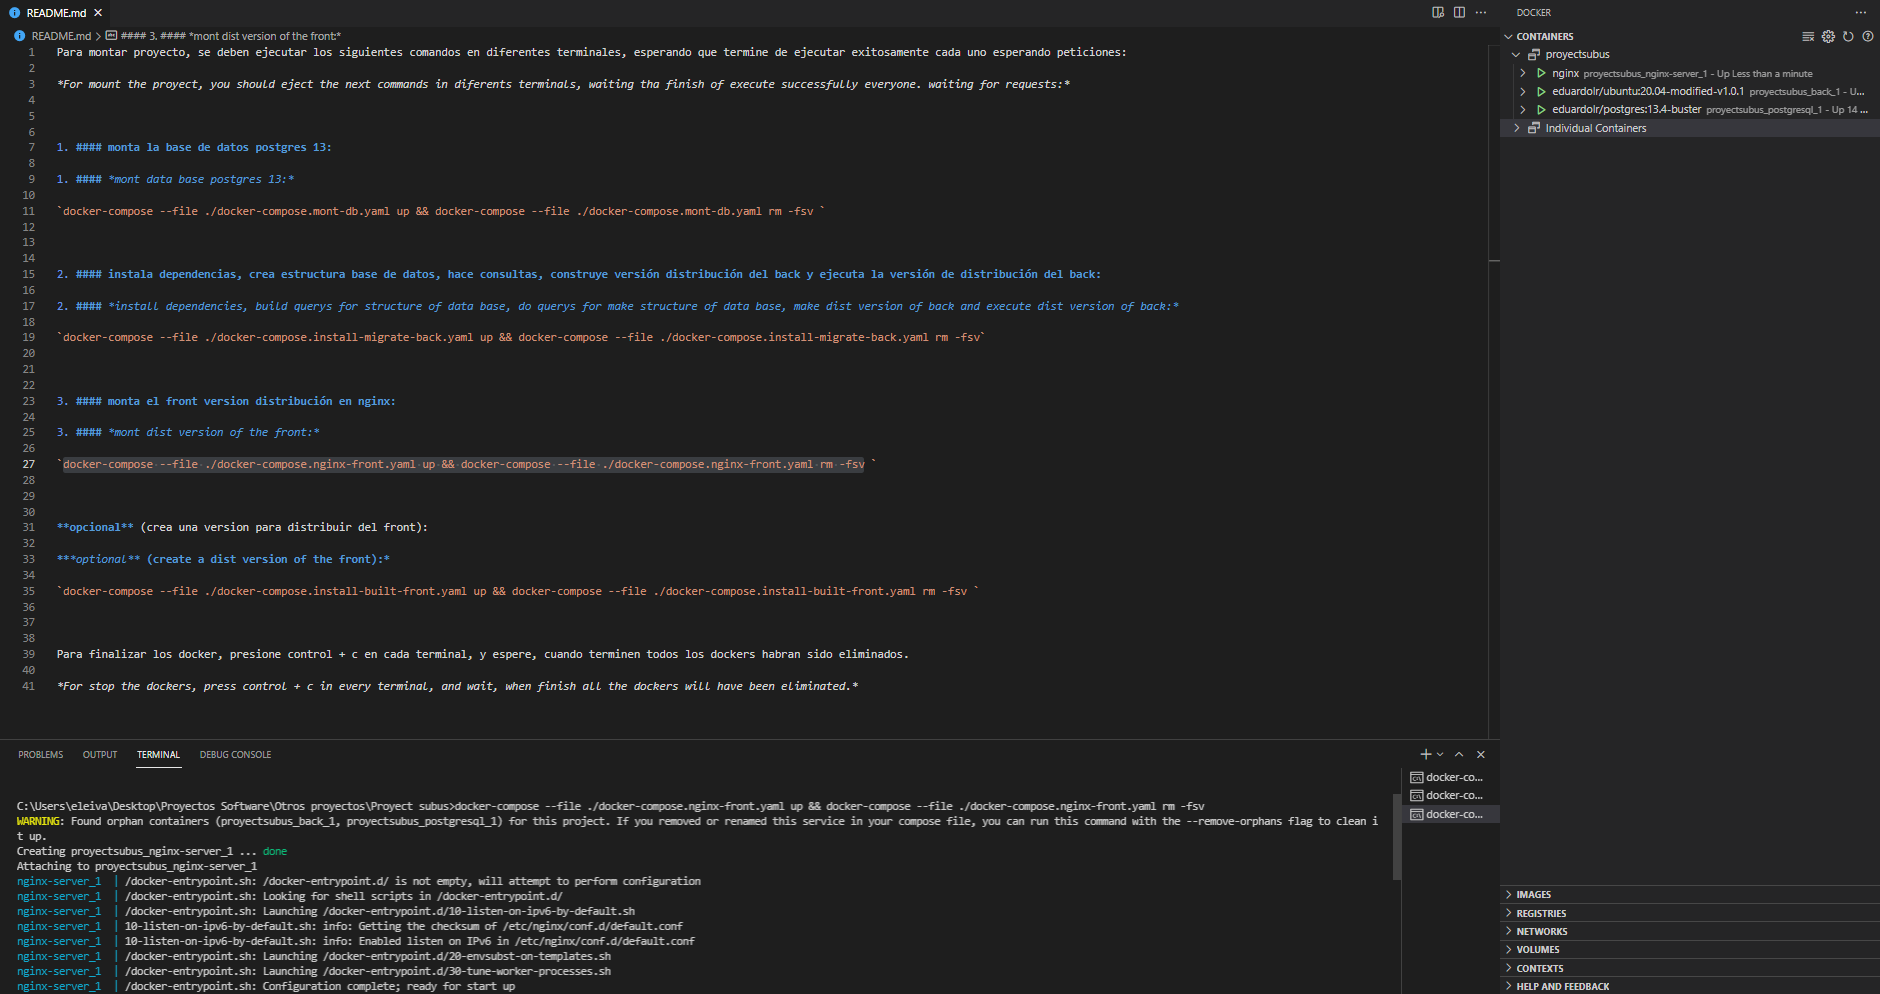 README.md
README.md > #### 3. #### *mont dist version of the front:*
1 Para montar proyecto, se deben ejecutar los siguientes comandos en diferentes terminales, esperando que termine de ejecutar exitosamente cada uno esperando peticiones:
2
3 *For mount the proyect, you should eject the next commands in diferents terminals, waiting tha finish of execute successfully everyone. waiting for requests:*
4
5
6
7 1. #### monta la base de datos postgres 13:
8
9 1. #### *mont data base postgres 13:*
10
11 `docker-compose --file ./docker-compose.mont-db.yaml up && docker-compose --file ./docker-compose.mont-db.yaml rm -fsv `
12
13
14
15 2. #### instala dependencias, crea estructura base de datos, hace consultas, construye versión distribución del back y ejecuta la versión de distribución del back:
16
17 2. #### *install dependencies, build querys for structure of data base, do querys for make structure of data base, make dist version of back and execute dist version of back:*
18
19 `docker-compose --file ./docker-compose.install-migrate-back.yaml up && docker-compose --file ./docker-compose.install-migrate-back.yaml rm -fsv`
20
21
22
23 3. #### monta el front version distribución en nginx:
24
25 3. #### *mont dist version of the front:*
26
27 `docker-compose --file ./docker-compose.nginx-front.yaml up && docker-compose --file ./docker-compose.nginx-front.yaml rm -fsv `
28
29
30
31 **opcional** (crea una version para distribuir del front):
32
33 ***optional** (create a dist version of the front):*
34
35 `docker-compose --file ./docker-compose.install-built-front.yaml up && docker-compose --file ./docker-compose.install-built-front.yaml rm -fsv `
36
37
38
39 Para finalizar los docker, presione control + c en cada terminal, y espere, cuando terminen todos los dockers habran sido eliminados.
40
41 *For stop the dockers, press control + c in every terminal, and wait, when finish all the dockers will have been eliminated.*
PROBLEMS OUTPUT TERMINAL DEBUG CONSOLE
C:\Users\eleiva\Desktop\Proyectos Software\Otros proyectos\Proyect subus>docker-compose --file ./docker-compose.nginx-front.yaml up && docker-compose --file ./docker-compose.nginx-front.yaml rm -fsv
WARNING: Found orphan containers (proyectsubus_back_1, proyectsubus_postgresql_1) for this project. If you removed or renamed this service in your compose file, you can run this command with the --remove-orphans flag to clean i
t up.
Creating proyectsubus_nginx-server_1 ... done
Attaching to proyectsubus_nginx-server_1
nginx-server_1 | /docker-entrypoint.sh: /docker-entrypoint.d/ is not empty, will attempt to perform configuration
nginx-server_1 | /docker-entrypoint.sh: Looking for shell scripts in /docker-entrypoint.d/
nginx-server_1 | /docker-entrypoint.sh: Launching /docker-entrypoint.d/10-listen-on-ipv6-by-default.sh
nginx-server_1 | 10-listen-on-ipv6-by-default.sh: info: Getting the checksum of /etc/nginx/conf.d/default.conf
nginx-server_1 | 10-listen-on-ipv6-by-default.sh: info: Enabled listen on IPv6 in /etc/nginx/conf.d/default.conf
nginx-server_1 | /docker-entrypoint.sh: Launching /docker-entrypoint.d/20-envsubst-on-templates.sh
nginx-server_1 | /docker-entrypoint.sh: Launching /docker-entrypoint.d/30-tune-worker-processes.sh
nginx-server_1 | /docker-entrypoint.sh: Configuration complete; ready for start up
docker-co...
docker-co...
docker-co...
DOCKER
CONTAINERS
proyectsubus
nginx proyectsubus_nginx-server_1 - Up Less than a minute
eduardolr/ubuntu:20.04-modified-v1.0.1 proyectsubus_back_1 - U...
eduardolr/postgres:13.4-buster proyectsubus_postgresql_1 - Up 14 ...
Individual Containers
IMAGES
REGISTRIES
NETWORKS
VOLUMES
CONTEXTS
HELP AND FEEDBACK